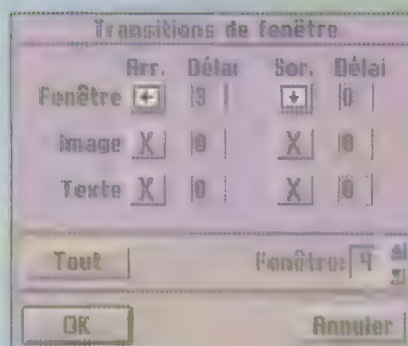 Transitions de fenêtre
Arr. Délai Sor. Délai
Fenêtre 3 0
Image X 0 X 0
Texte X 0 X 0
Tout Fenêtre: 4
OK Annuler